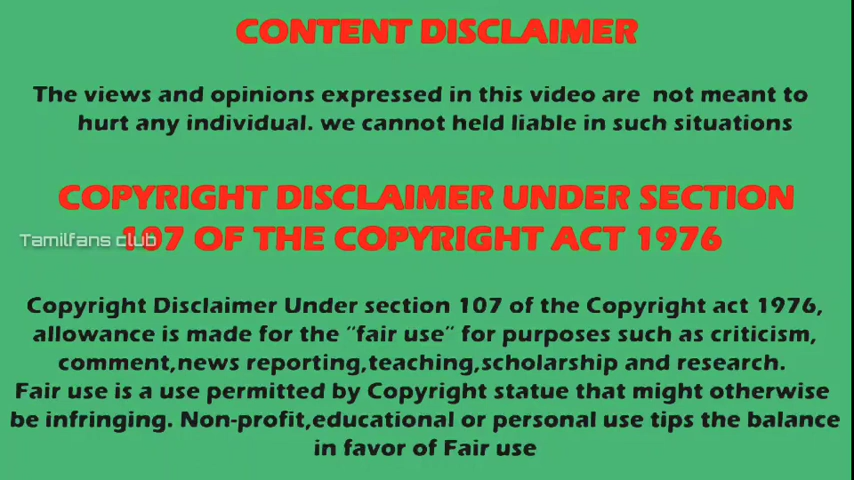 CONTENT DISCLAIMER
The views and opinions expressed in this video are not meant to
hurt any individual. we cannot held liable in such situations
COPYRIGHT DISCLAIMER UNDER SECTION
107 OF THE COPYRIGHT ACT 1976
Tamilfans club
Copyright Disclaimer Under section 107 of the Copyright act 1976,
allowance is made for the "fair use" for purposes such as criticism,
comment,news reporting,teaching,scholarship and research.
Fair use is a use permitted by Copyright statue that might otherwise
be infringing. Non-profit,educational or personal use tips the balance
in favor of Fair use